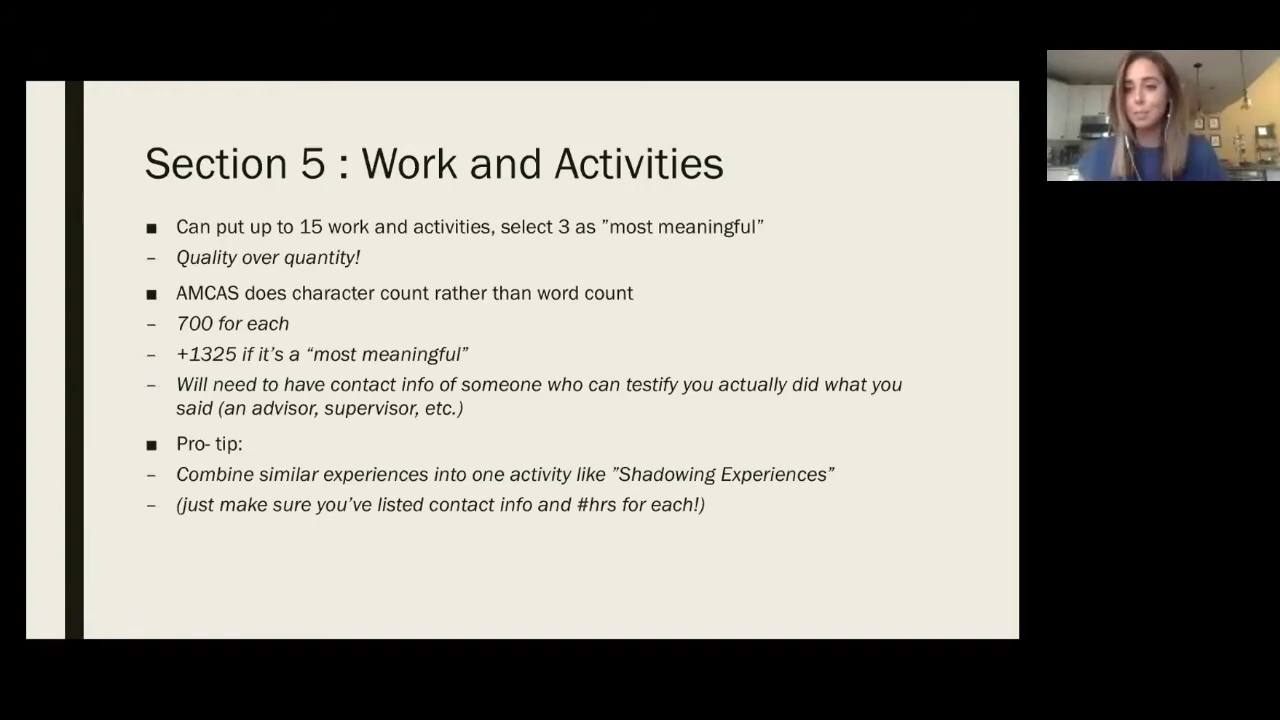 Section 5 : Work and Activities
■ Can put up to 15 work and activities, select 3 as ”most meaningful”
– Quality over quantity!
■ AMCAS does character count rather than word count
– 700 for each
– +1325 if it’s a “most meaningful”
– Will need to have contact info of someone who can testify you actually did what you
said (an advisor, supervisor, etc.)
■ Pro- tip:
– Combine similar experiences into one activity like ”Shadowing Experiences”
– (just make sure you’ve listed contact info and #hrs for each!)